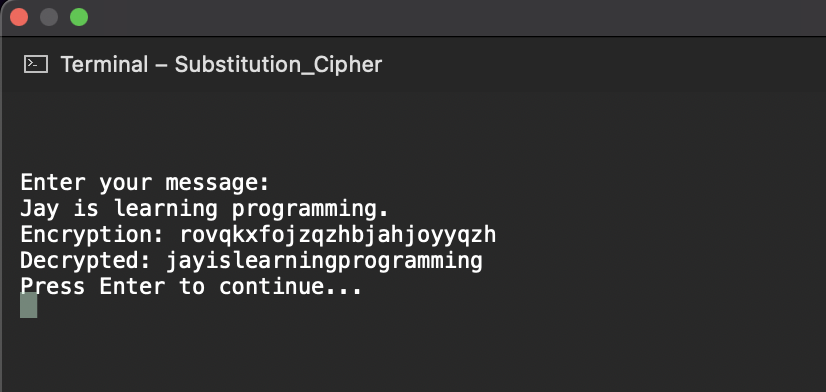 Terminal – Substitution_Cipher
Enter your message:
Jay is learning programming.
Encryption: rovqkxfojzqzhbjahjoyyqzh
Decrypted: jayislearningprogramming
Press Enter to continue...